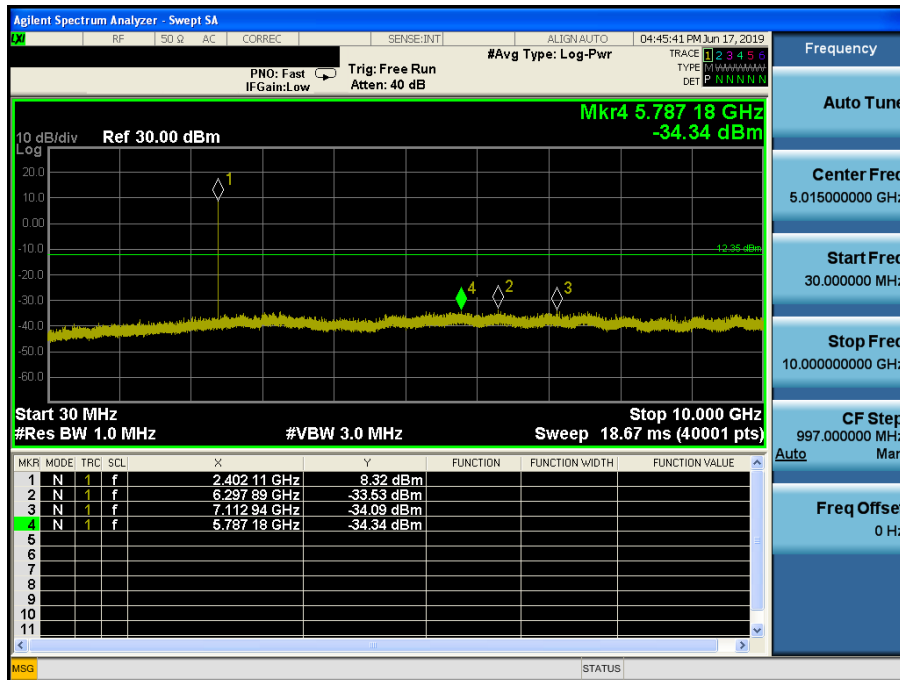 Agilent Spectrum Analyzer - Swept SA
LXI RF 50 Ω AC CORREC SENSE:INT ALIGN AUTO 04:45:41 PM Jun 17, 2019
#Avg Type: Log-Pwr TRACE 1 2 3 4 5 6
PNO: Fast Trig: Free Run TYPE M WWWWW
IFGain:Low Atten: 40 dB DET P N N N N N
Mkr4 5.787 18 GHz
-34.34 dBm
10 dB/div Ref 30.00 dBm
Log
20.0
10.0
0.00
-10.0
-20.0
-30.0
-40.0
-50.0
-60.0
1
-12.35 dBm
4 2 3
Start 30 MHz Stop 10.000 GHz
#Res BW 1.0 MHz #VBW 3.0 MHz Sweep 18.67 ms (40001 pts)
MKR MODE TRC SCL X Y FUNCTION FUNCTION WIDTH FUNCTION VALUE
1 N 1 f 2.402 11 GHz 8.32 dBm
2 N 1 f 6.297 89 GHz -33.53 dBm
3 N 1 f 7.112 94 GHz -34.09 dBm
4 N 1 f 5.787 18 GHz -34.34 dBm
5
6
7
8
9
10
11
MSG STATUS
Frequency
Auto Tune
Center Freq
5.015000000 GHz
Start Freq
30.000000 MHz
Stop Freq
10.000000000 GHz
CF Step
997.000000 MHz
Auto Man
Freq Offset
0 Hz